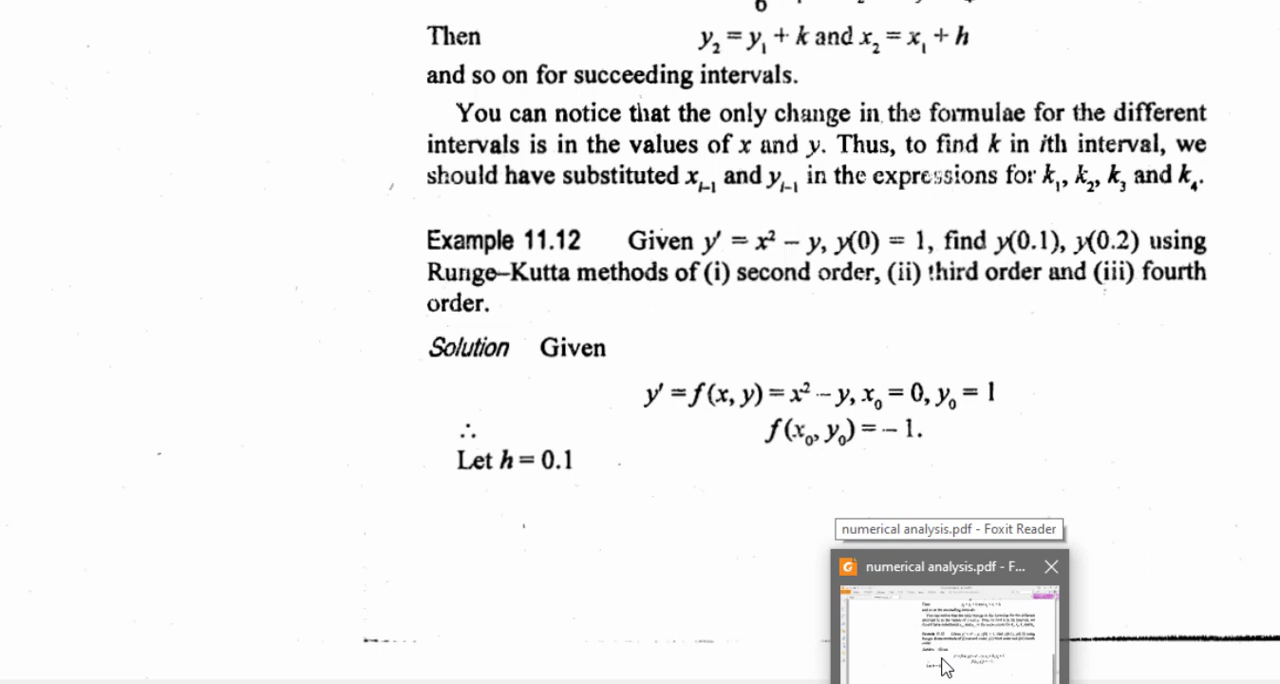 6
Then y₂ = y₁ + k and x₂ = x₁ + h
and so on for succeeding intervals.
You can notice that the only change in the formulae for the different
intervals is in the values of x and y. Thus, to find k in ith interval, we
should have substituted xᵢ₋₁ and yᵢ₋₁ in the expressions for k₁, k₂, k₃ and k₄.
Example 11.12 Given y′ = x² – y, y(0) = 1, find y(0.1), y(0.2) using
Runge–Kutta methods of (i) second order, (ii) third order and (iii) fourth
order.
Solution Given
y′ = f(x, y) = x² – y, x₀ = 0, y₀ = 1
∴ f(x₀, y₀) = – 1.
Let h = 0.1
numerical analysis.pdf - Foxit Reader
numerical analysis.pdf - F...